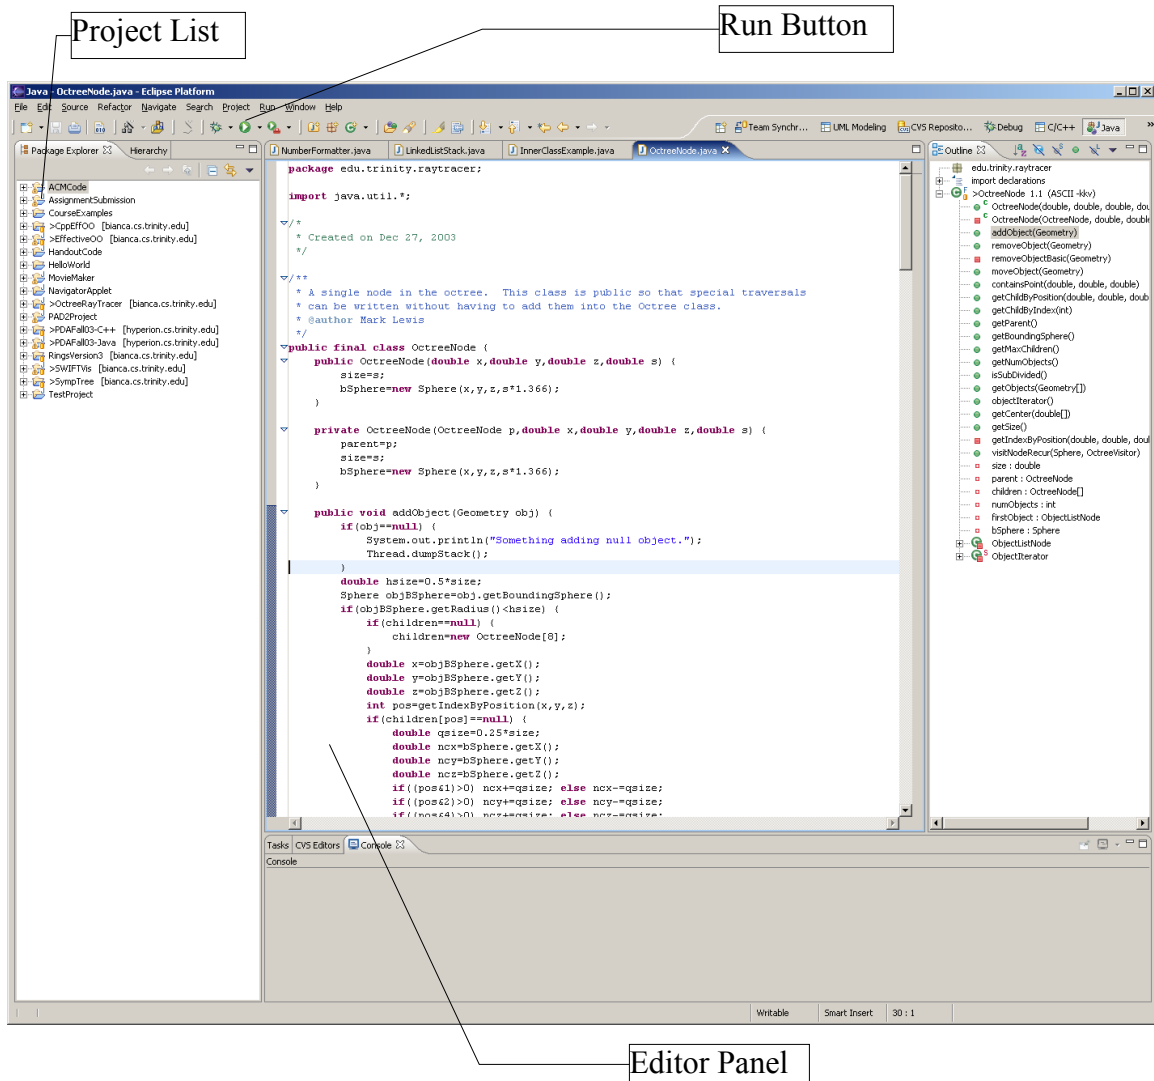 Project List
Run Button
Java - OctreeNode.java - Eclipse Platform
File Edit Source Refactor Navigate Search Project Run Window Help
Team Synchr... UML Modeling CVS Reposito... Debug C/C++ Java »
Package Explorer Hierarchy
ACMCode
AssignmentSubmission
CourseExamples
>CppEffOO [bianca.cs.trinity.edu]
>EffectiveOO [bianca.cs.trinity.edu]
HandoutCode
HelloWorld
MovieMaker
NavigatorApplet
>OctreeRayTracer [bianca.cs.trinity.edu]
PAD2Project
>PDAFall03-C++ [hyperion.cs.trinity.edu]
>PDAFall03-Java [hyperion.cs.trinity.edu]
RingsVersion3 [bianca.cs.trinity.edu]
>SWIFTVis [bianca.cs.trinity.edu]
>SympTree [bianca.cs.trinity.edu]
TestProject
NumberFormatter.java LinkedListStack.java InnerClassExample.java OctreeNode.java
package edu.trinity.raytracer;
import java.util.*;
/*
* Created on Dec 27, 2003
*/
/**
* A single node in the octree. This class is public so that special traversals
* can be written without having to add them into the Octree class.
* @author Mark Lewis
*/
public final class OctreeNode {
public OctreeNode(double x,double y,double z,double s) {
size=s;
bSphere=new Sphere(x,y,z,s*1.366);
}
private OctreeNode(OctreeNode p,double x,double y,double z,double s) {
parent=p;
size=s;
bSphere=new Sphere(x,y,z,s*1.366);
}
public void addObject(Geometry obj) {
if(obj==null) {
System.out.println("Something adding null object.");
Thread.dumpStack();
}
double hsize=0.5*size;
Sphere objBSphere=obj.getBoundingSphere();
if(objBSphere.getRadius()<hsize) {
if(children==null) {
children=new OctreeNode[8];
}
double x=objBSphere.getX();
double y=objBSphere.getY();
double z=objBSphere.getZ();
int pos=getIndexByPosition(x,y,z);
if(children[pos]==null) {
double qsize=0.25*size;
double ncx=bSphere.getX();
double ncy=bSphere.getY();
double ncz=bSphere.getZ();
if((pos&1)>0) ncx+=qsize; else ncx-=qsize;
if((pos&2)>0) ncy+=qsize; else ncy-=qsize;
if((pos&4)>0) ncz+=qsize; else ncz-=qsize;
Outline
edu.trinity.raytracer
import declarations
>OctreeNode 1.1 (ASCII -kkv)
OctreeNode(double, double, double, dou
OctreeNode(OctreeNode, double, double
addObject(Geometry)
removeObject(Geometry)
removeObjectBasic(Geometry)
moveObject(Geometry)
containsPoint(double, double, double)
getChildByPosition(double, double, doub
getChildByIndex(int)
getParent()
getBoundingSphere()
getMaxChildren()
getNumObjects()
isSubDivided()
getObjects(Geometry[])
objectIterator()
getCenter(double[])
getSize()
getIndexByPosition(double, double, doul
visitNodeRecur(Sphere, OctreeVisitor)
size : double
parent : OctreeNode
children : OctreeNode[]
numObjects : int
firstObject : ObjectListNode
bSphere : Sphere
ObjectListNode
ObjectIterator
Tasks CVS Editors Console
Console
Writable Smart Insert 30 : 1
Editor Panel